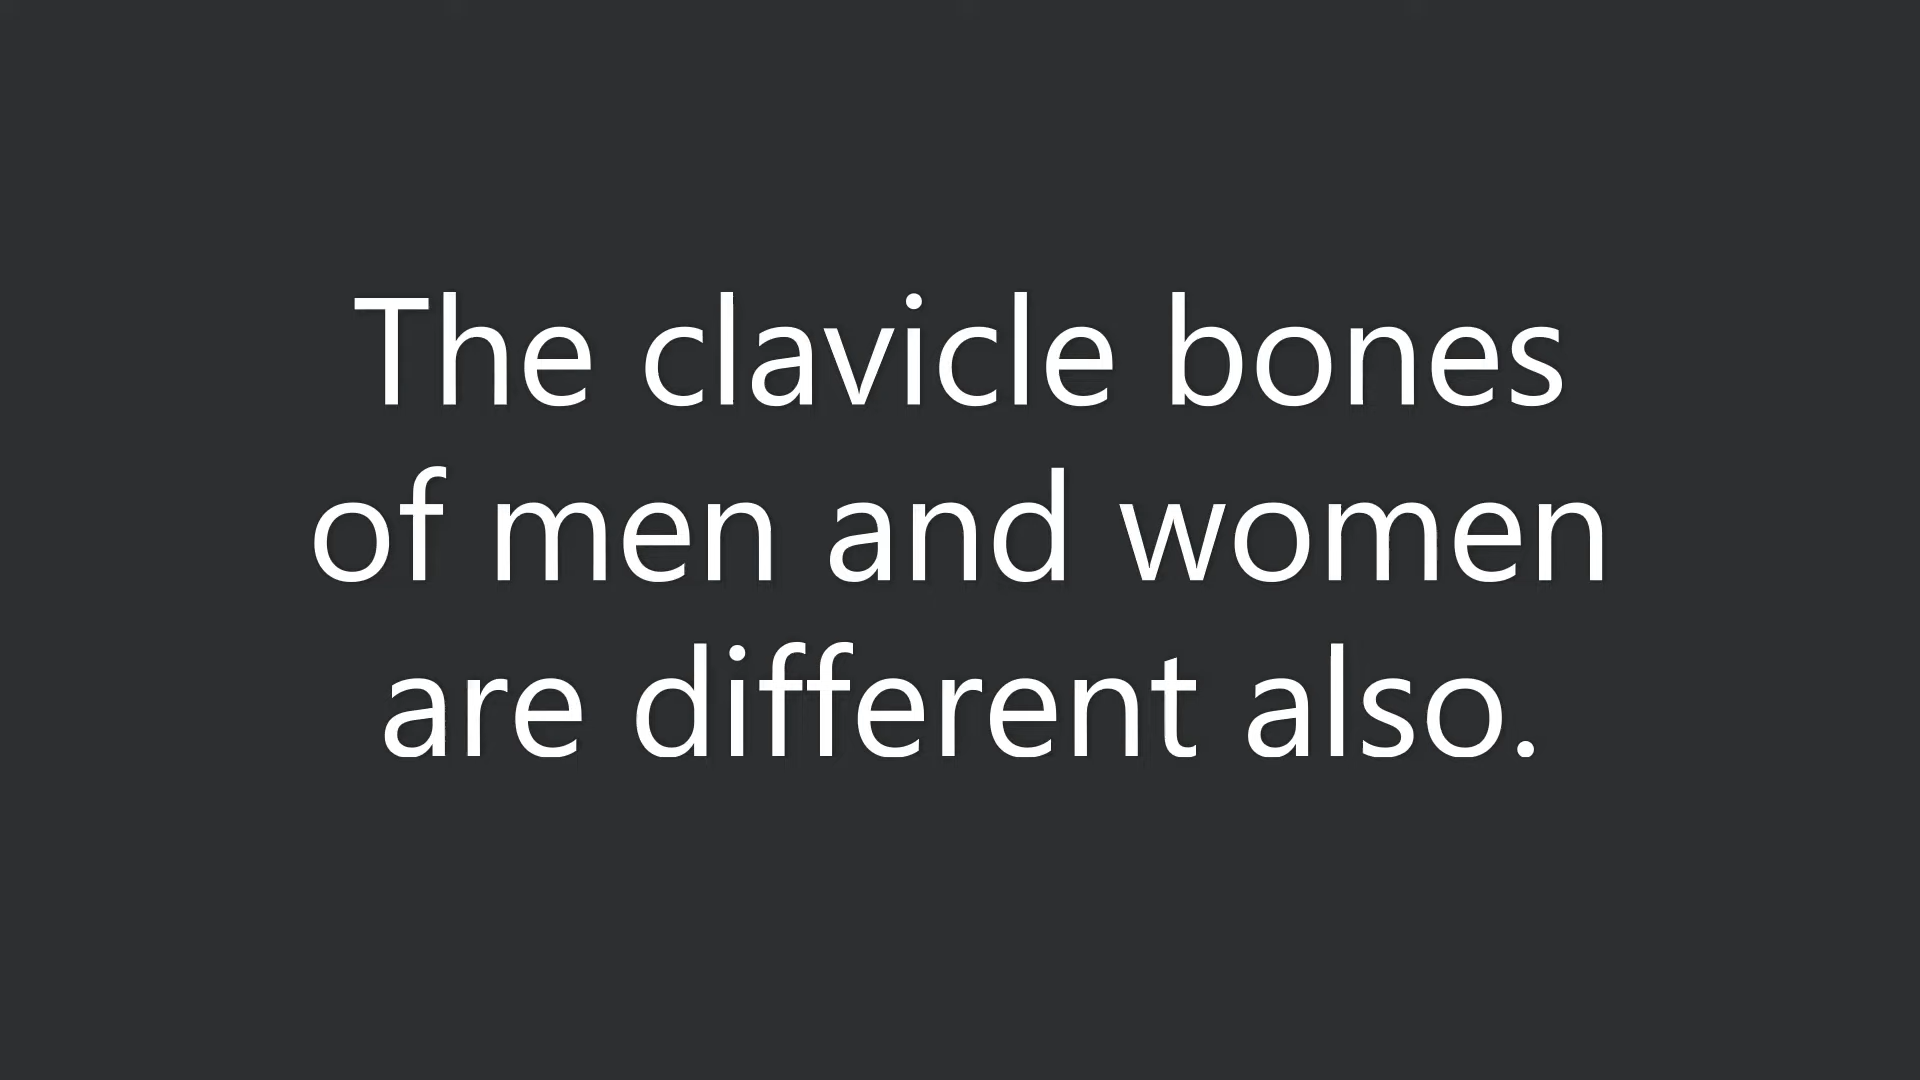 The clavicle bones
of men and women
are different also.